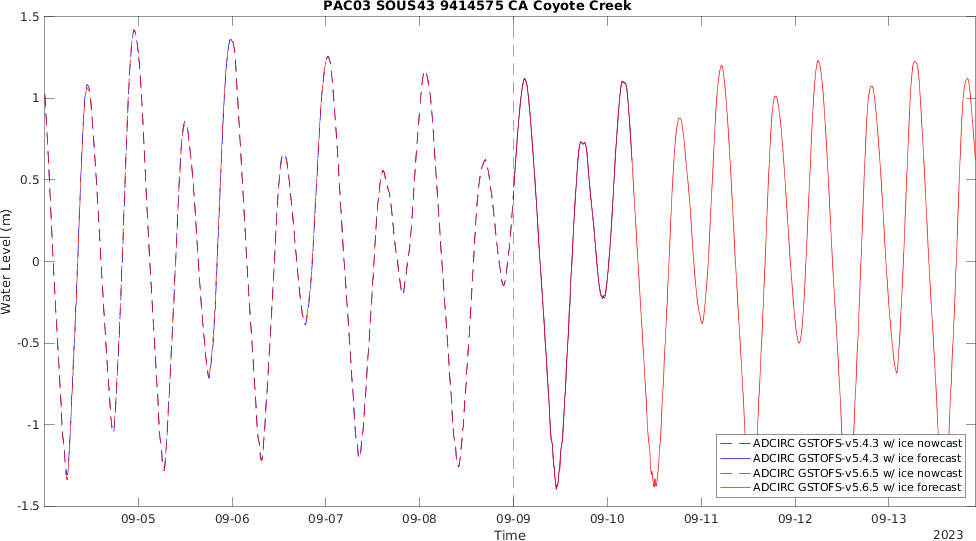 PAC03 SOUS43 9414575 CA Coyote Creek
1.5
1
0.5
0
-0.5
-1
-1.5
Water Level (m)
ADCIRC GSTOFS-v5.4.3 w/ ice nowcast
ADCIRC GSTOFS-v5.4.3 w/ ice forecast
ADCIRC GSTOFS-v5.6.5 w/ ice nowcast
ADCIRC GSTOFS-v5.6.5 w/ ice forecast
09-05 09-06 09-07 09-08 09-09 09-10 09-11 09-12 09-13
Time
2023